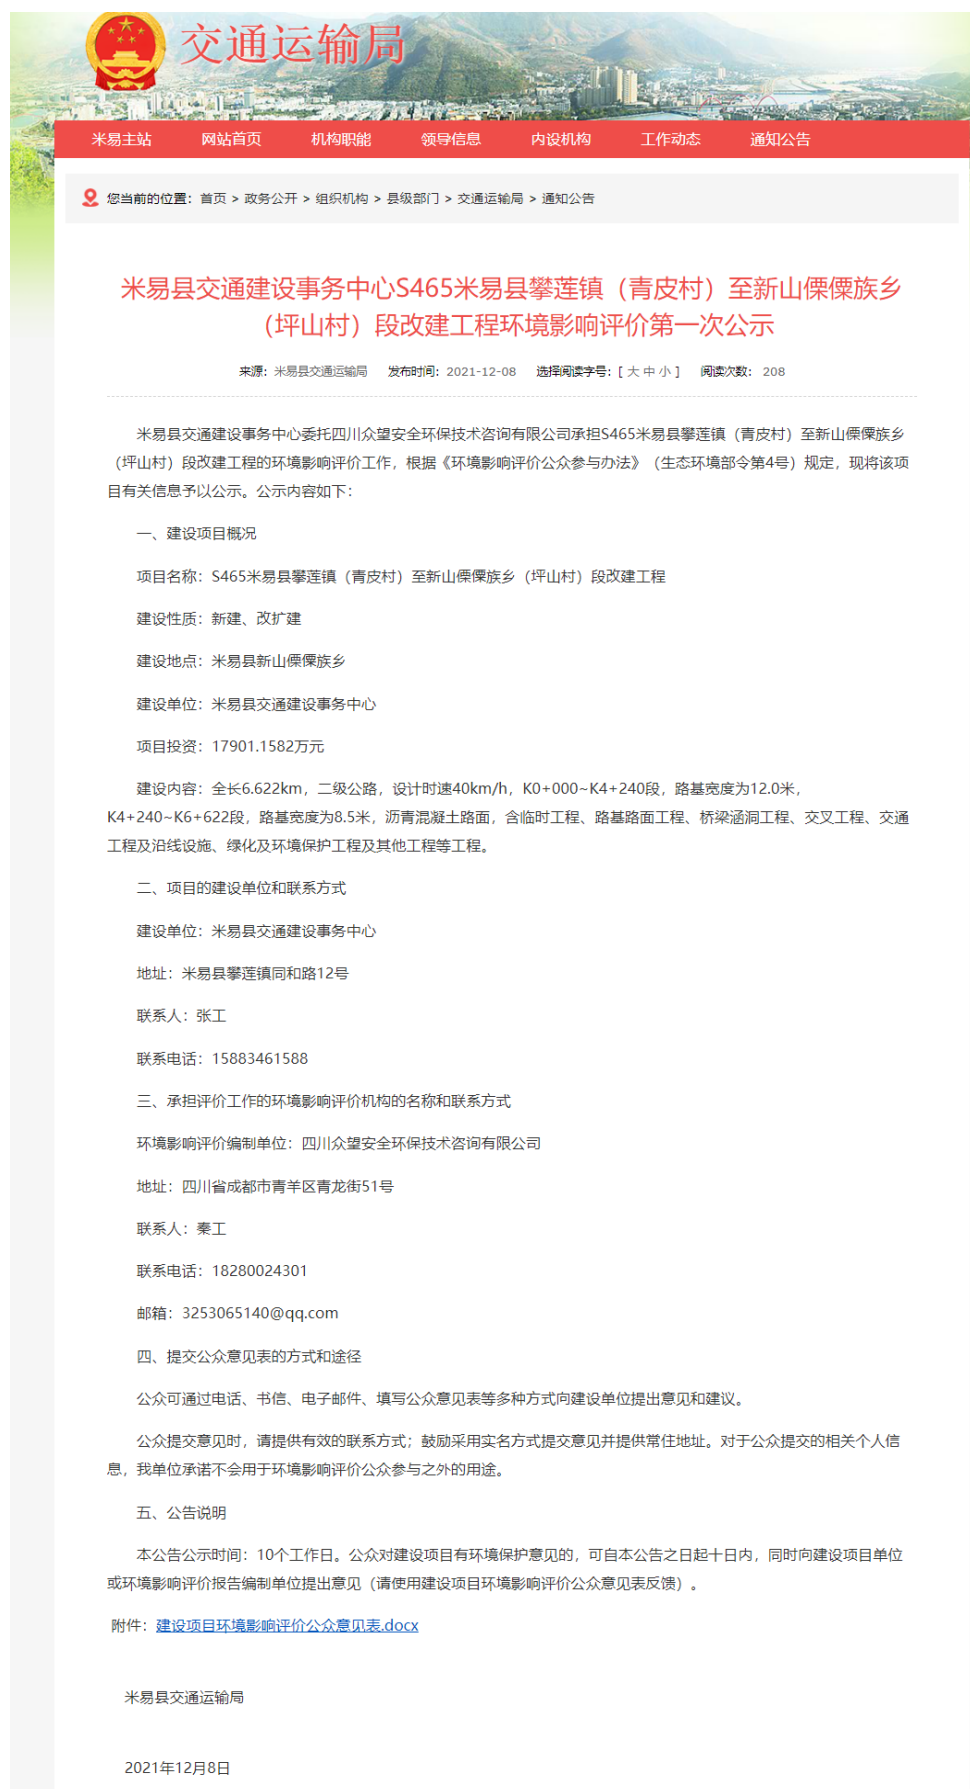 交通运输局
米易主站 网站首页 机构职能 领导信息 内设机构 工作动态 通知公告
您当前的位置：首页 > 政务公开 > 组织机构 > 县级部门 > 交通运输局 > 通知公告
米易县交通建设事务中心S465米易县攀莲镇（青皮村）至新山傈僳族乡
（坪山村）段改建工程环境影响评价第一次公示
来源：米易县交通运输局 发布时间：2021-12-08 选择阅读字号：[ 大 中 小 ] 阅读次数： 208
米易县交通建设事务中心委托四川众望安全环保技术咨询有限公司承担S465米易县攀莲镇（青皮村）至新山傈僳族乡
（坪山村）段改建工程的环境影响评价工作，根据《环境影响评价公众参与办法》（生态环境部令第4号）规定，现将该项
目有关信息予以公示。公示内容如下：
一、建设项目概况
项目名称：S465米易县攀莲镇（青皮村）至新山傈僳族乡（坪山村）段改建工程
建设性质：新建、改扩建
建设地点：米易县新山傈僳族乡
建设单位：米易县交通建设事务中心
项目投资：17901.1582万元
建设内容：全长6.622km，二级公路，设计时速40km/h，K0+000~K4+240段，路基宽度为12.0米，
K4+240~K6+622段，路基宽度为8.5米，沥青混凝土路面，含临时工程、路基路面工程、桥梁涵洞工程、交叉工程、交通
工程及沿线设施、绿化及环境保护工程及其他工程等工程。
二、项目的建设单位和联系方式
建设单位：米易县交通建设事务中心
地址：米易县攀莲镇同和路12号
联系人：张工
联系电话：15883461588
三、承担评价工作的环境影响评价机构的名称和联系方式
环境影响评价编制单位：四川众望安全环保技术咨询有限公司
地址：四川省成都市青羊区青龙街51号
联系人：秦工
联系电话：18280024301
邮箱：3253065140@qq.com
四、提交公众意见表的方式和途径
公众可通过电话、书信、电子邮件、填写公众意见表等多种方式向建设单位提出意见和建议。
公众提交意见时，请提供有效的联系方式；鼓励采用实名方式提交意见并提供常住地址。对于公众提交的相关个人信
息，我单位承诺不会用于环境影响评价公众参与之外的用途。
五、公告说明
本公告公示时间：10个工作日。公众对建设项目有环境保护意见的，可自本公告之日起十日内，同时向建设项目单位
或环境影响评价报告编制单位提出意见（请使用建设项目环境影响评价公众意见表反馈）。
附件：建设项目环境影响评价公众意见表.docx
米易县交通运输局
2021年12月8日